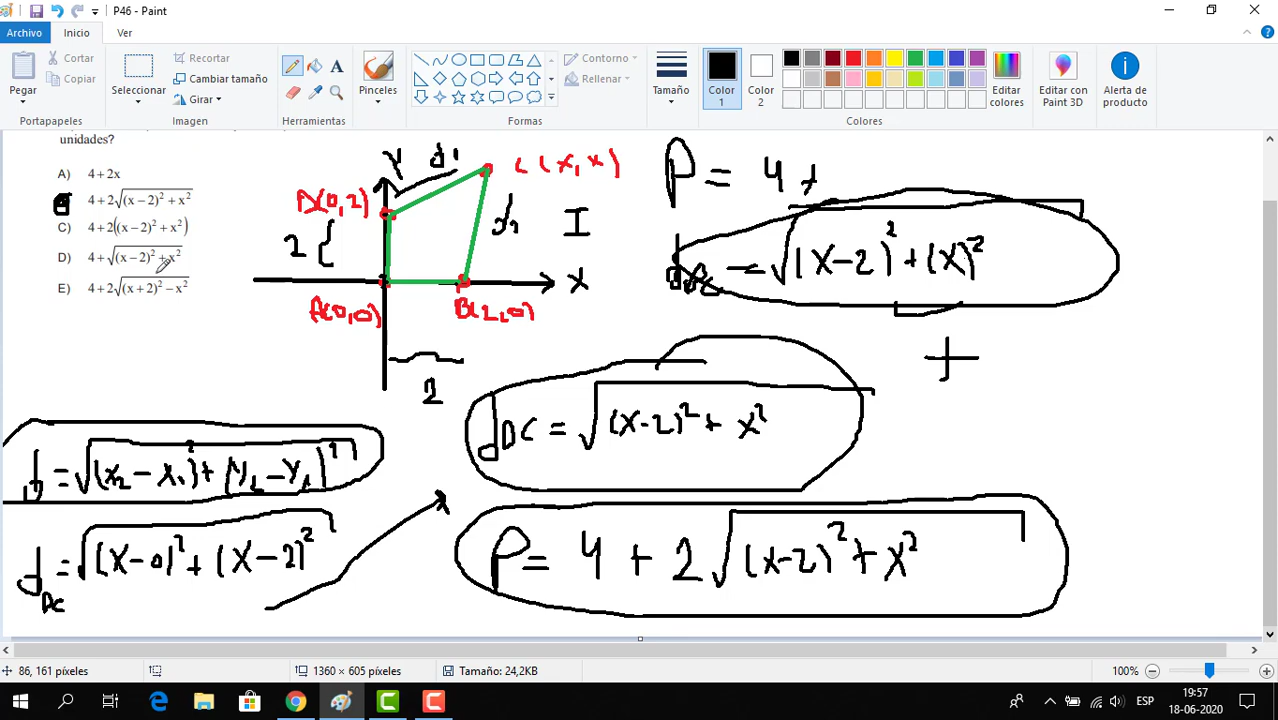 P46 - Paint
Archivo
Inicio
Ver
Pegar
Cortar
Copiar
Portapapeles
Seleccionar
Recortar
Cambiar tamaño
Girar
Imagen
A
Herramientas
Pinceles
Contorno
Rellenar
Formas
Tamaño
Color 1
Color 2
Editar colores
Colores
Editar con Paint 3D
Alerta de producto
unidades?
A) 4+2x
4+2√(x−2)²+x²
C) 4+2((x−2)²+x²)
D) 4+√(x−2)²+x²
E) 4+2√(x+2)²−x²
Y
d1
C(X,X)
D(0,2)
2
I
X
A(0,0)
B(2,0)
2
P = 4 +
= √(X-2)²+(X)²
+
dDC = √(X-2)²+ X²
d = √(X2-X1)²+(Y2-Y1)²
dDC = √(X-0)²+(X-2)²
P = 4 + 2√(X-2)²+X²
86, 161 píxeles
1360 × 605 píxeles
Tamaño: 24,2KB
100%
ESP
19:57
18-06-2020